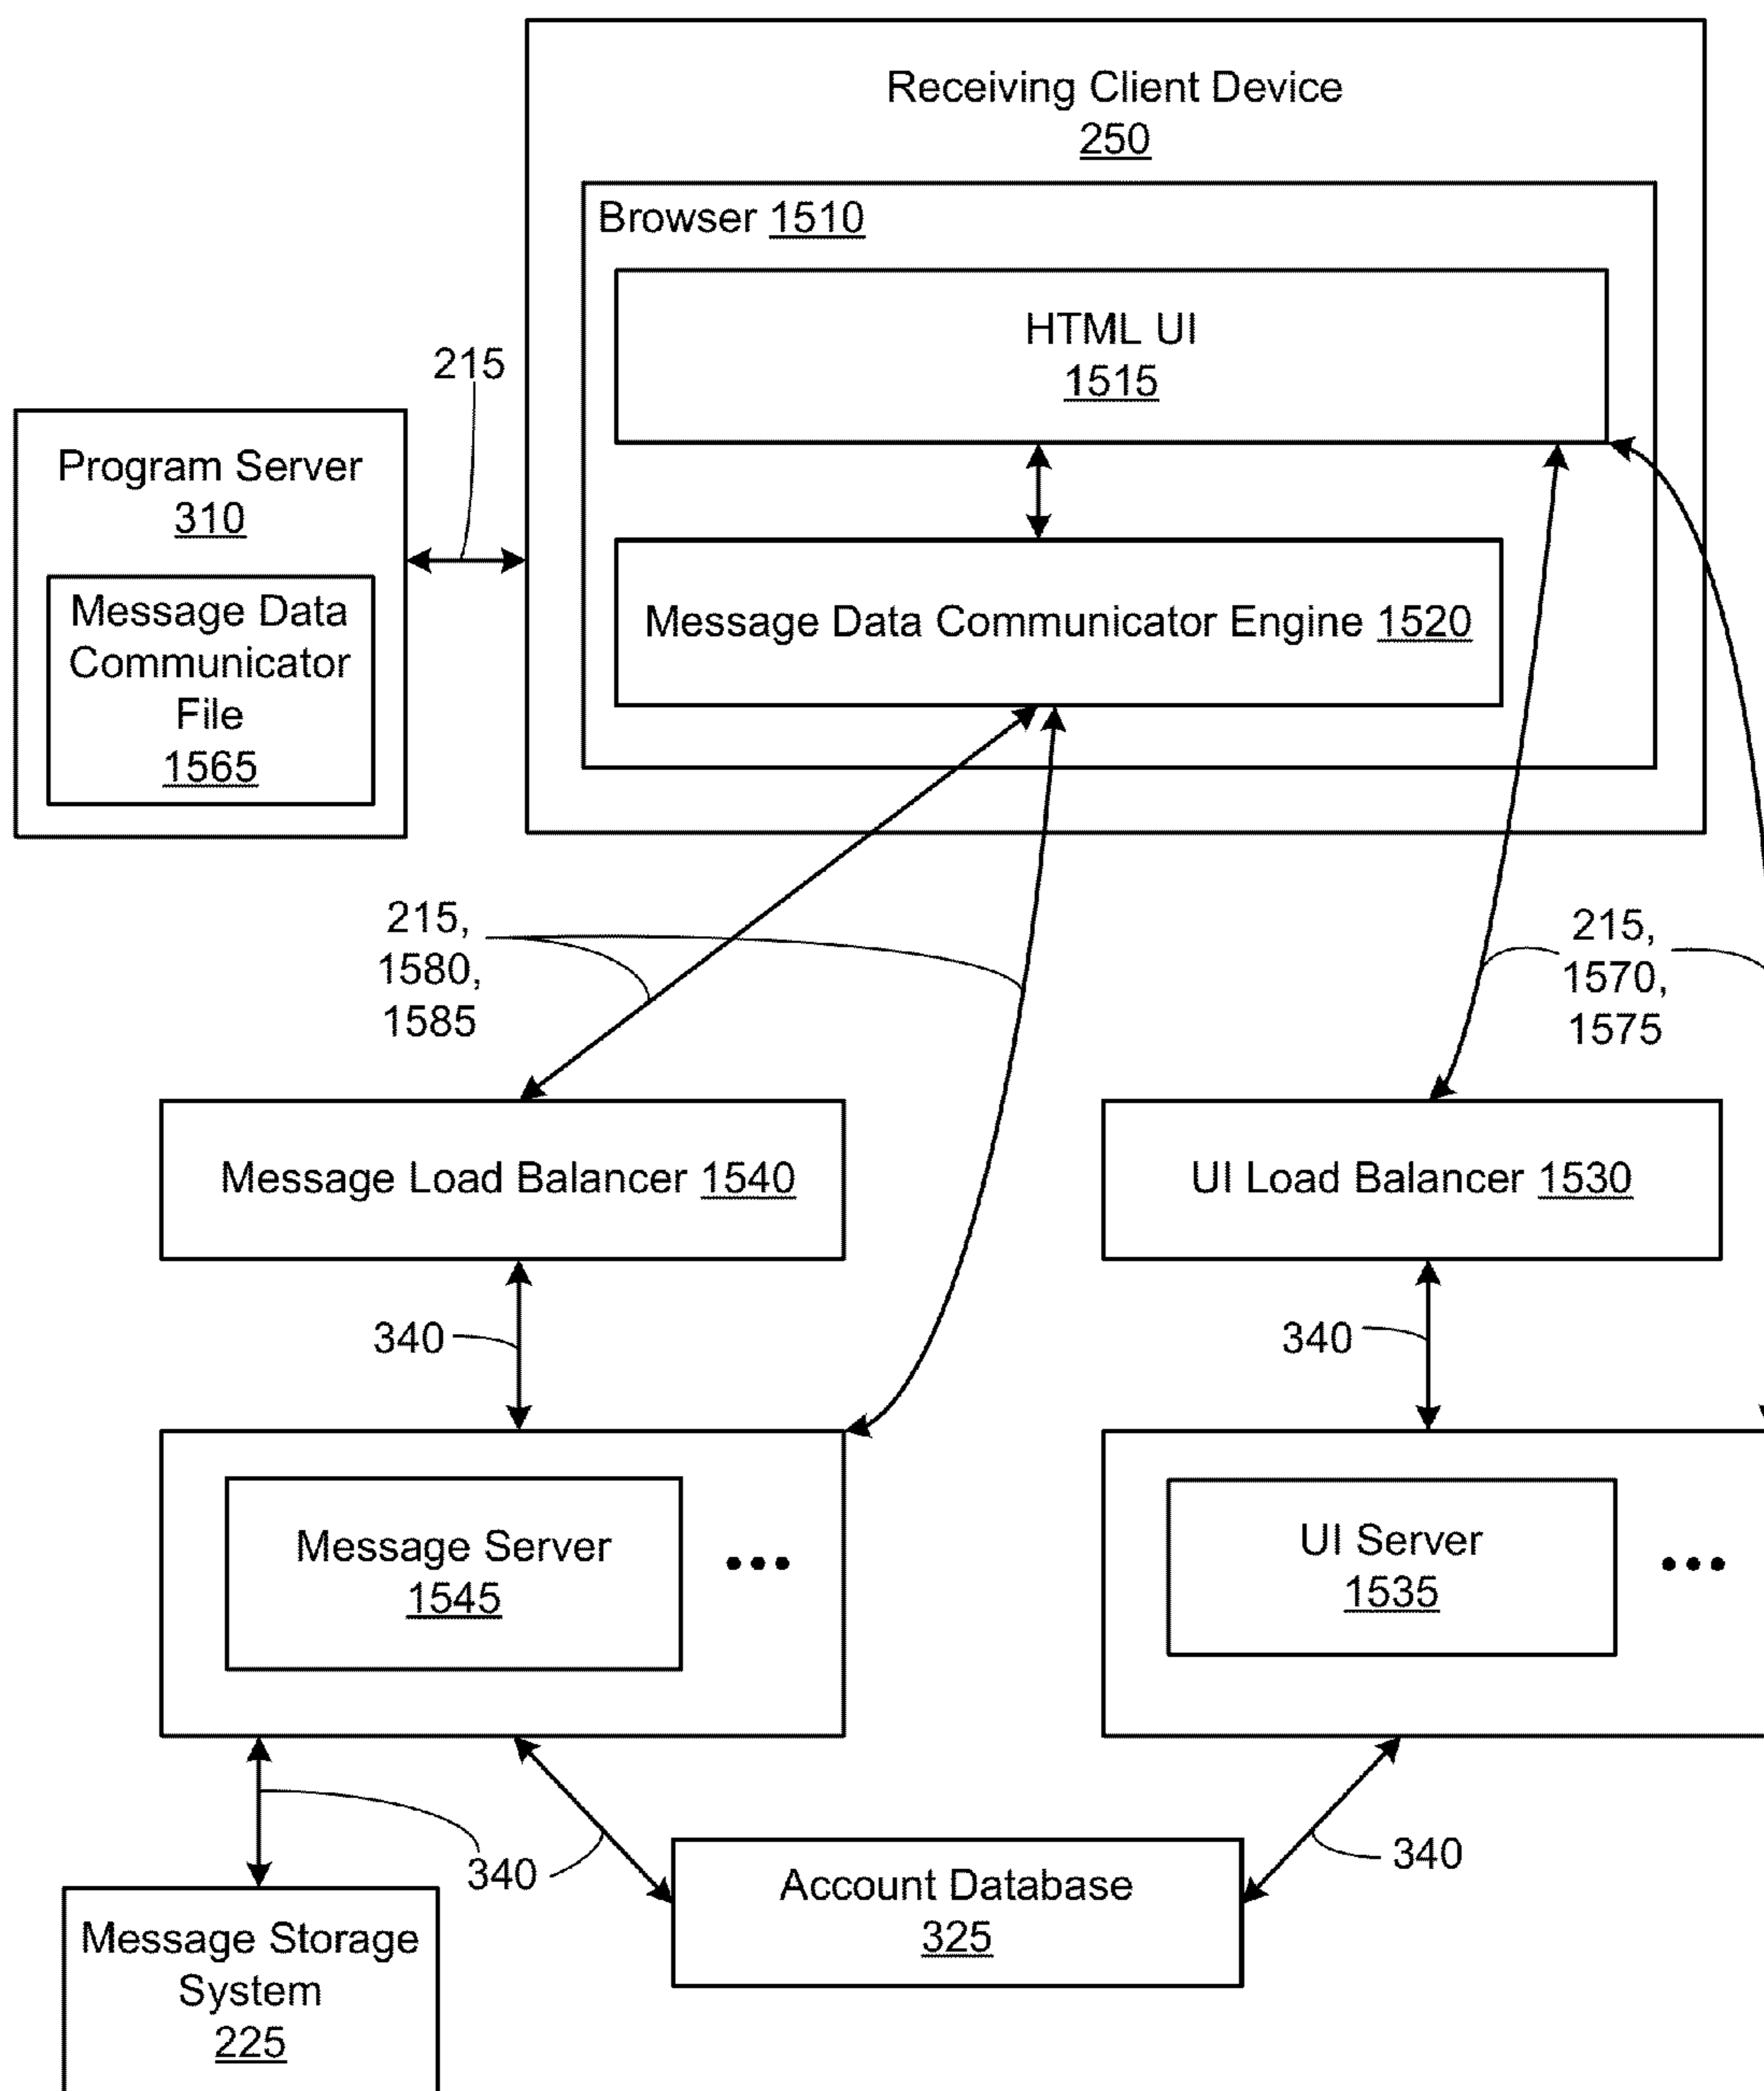 Receiving Client Device
250
Browser 1510
HTML UI
1515
215
Program Server
310
Message Data
Communicator
File
1565
Message Data Communicator Engine 1520
215,
1580,
1585
215,
1570,
1575
Message Load Balancer 1540
UI Load Balancer 1530
340
340
Message Server
1545
•••
UI Server
1535
•••
340
340
Account Database
325
Message Storage
System
225